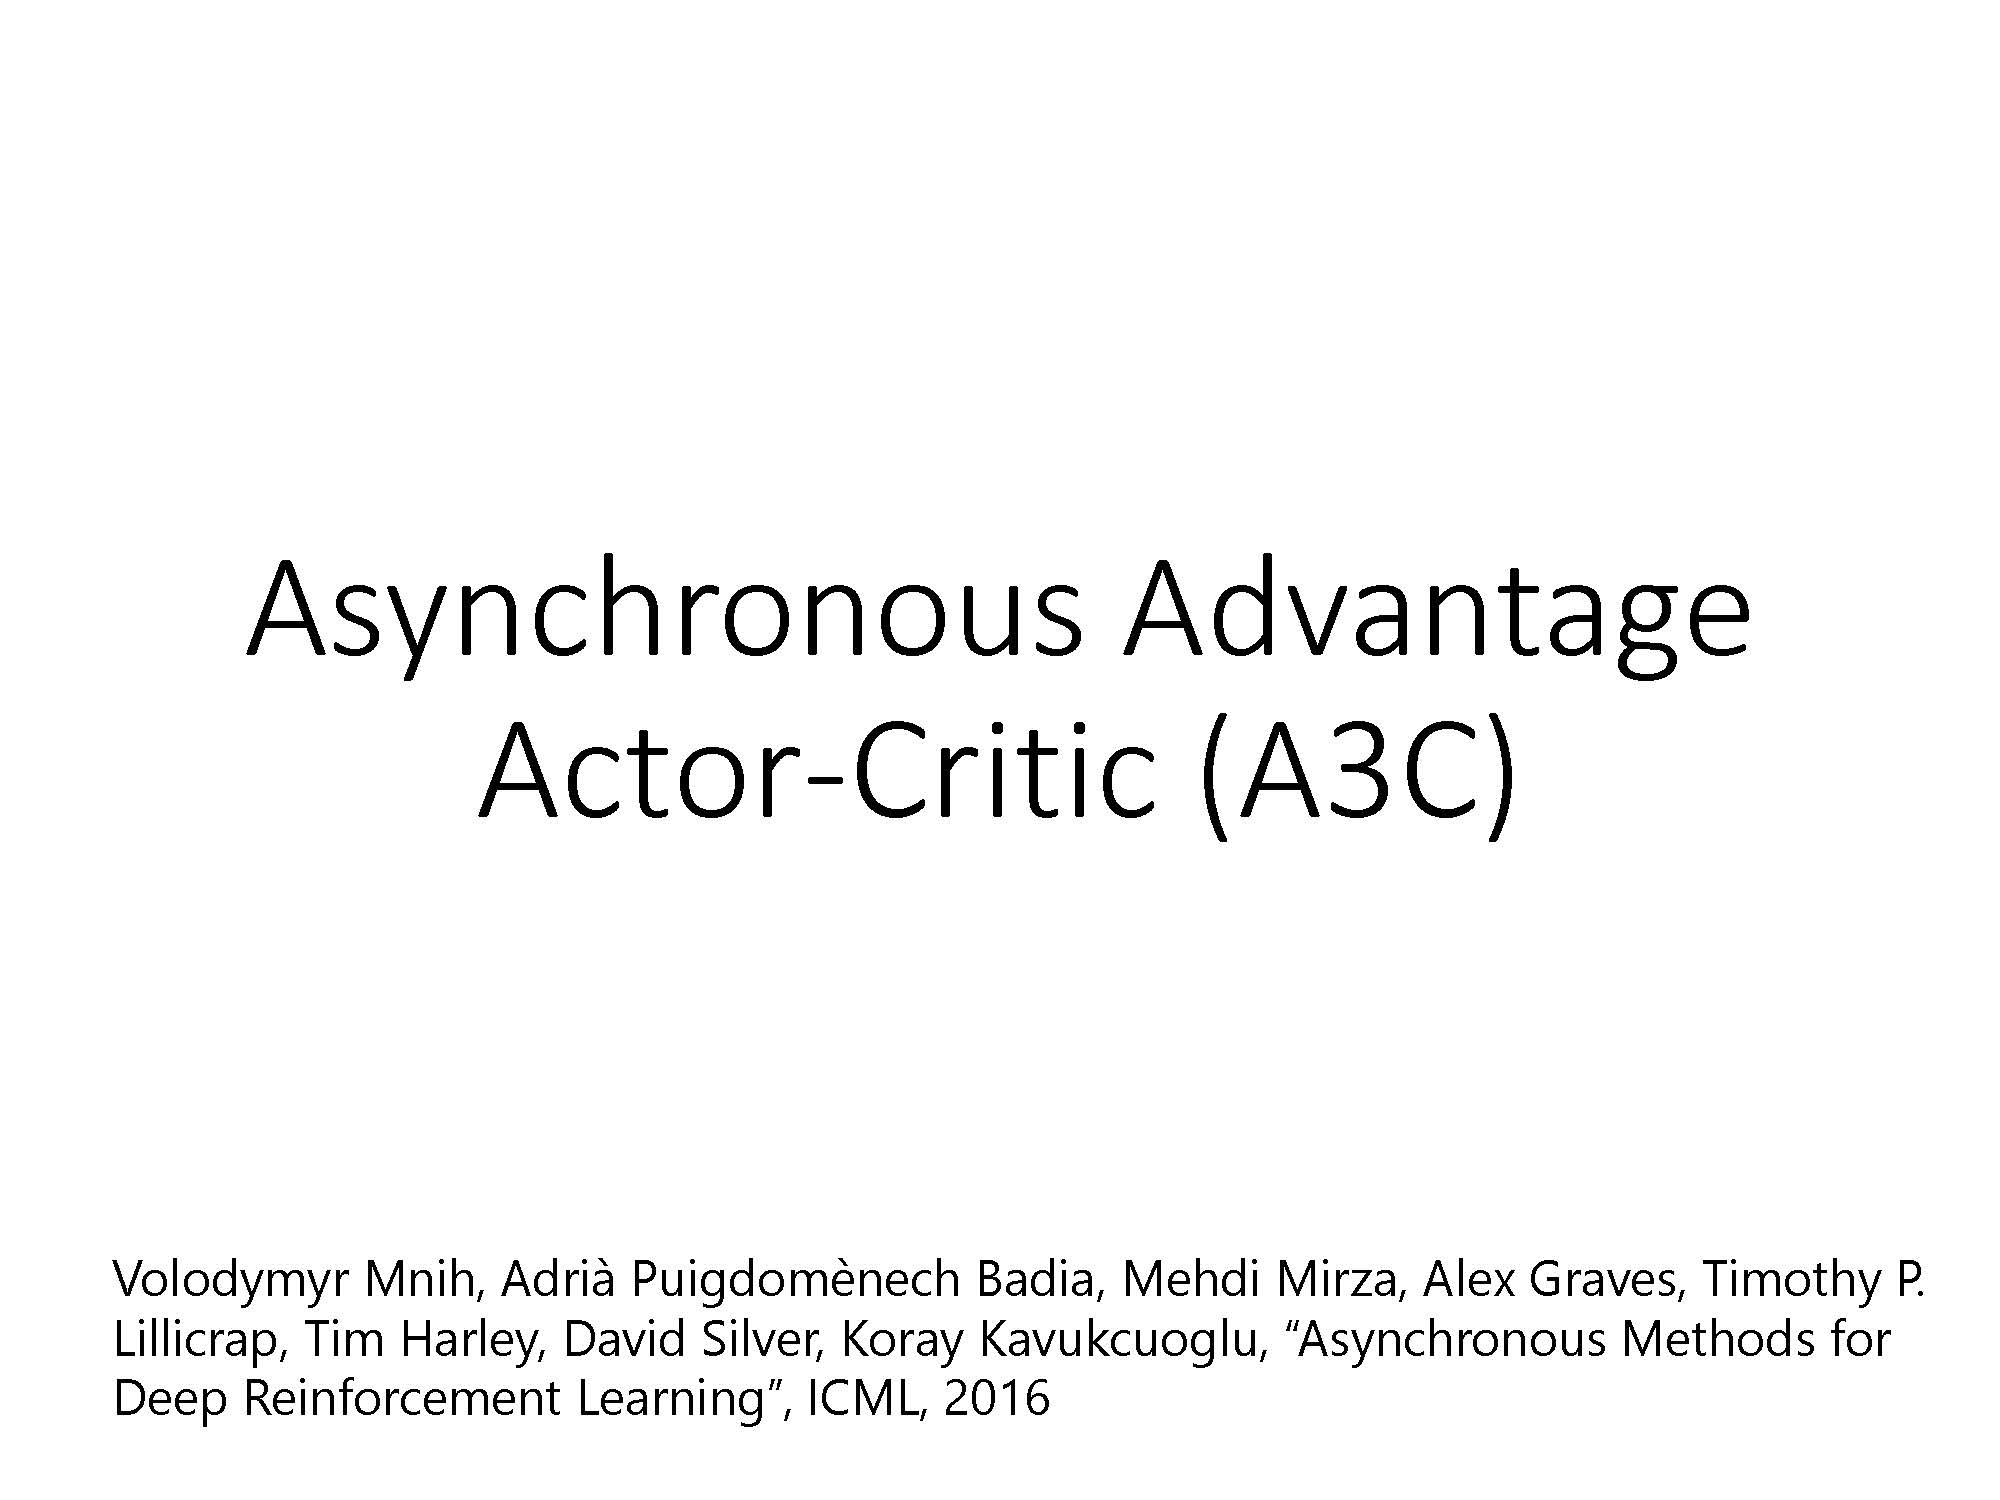 Asynchronous Advantage
Actor-Critic (A3C)
Volodymyr Mnih, Adrià Puigdomènech Badia, Mehdi Mirza, Alex Graves, Timothy P.
Lillicrap, Tim Harley, David Silver, Koray Kavukcuoglu, “Asynchronous Methods for
Deep Reinforcement Learning”, ICML, 2016